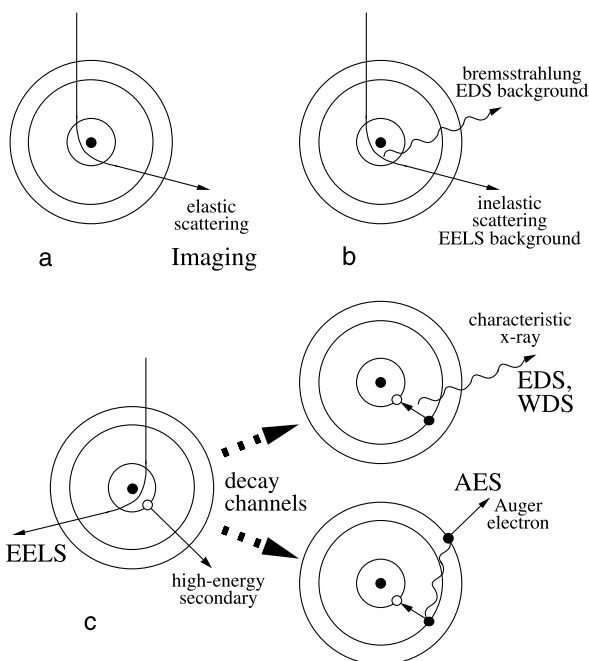 elastic
scattering
a
Imaging
bremsstrahlung
EDS background
inelastic
scattering
EELS background
b
EELS
high-energy
secondary
c
decay
channels
characteristic
x-ray
EDS,
WDS
AES
Auger
electron